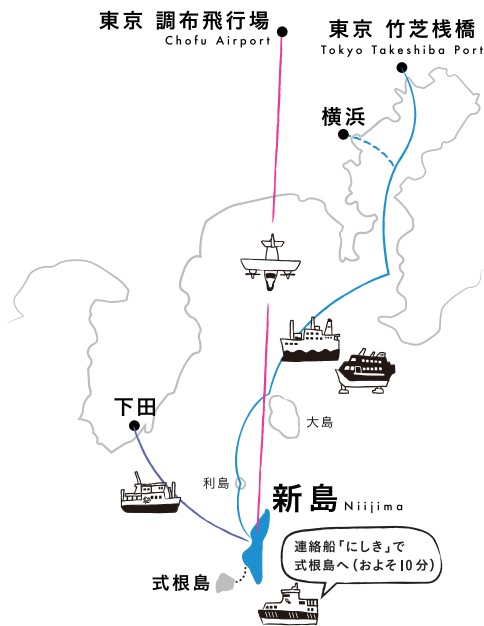 東京 調布飛行場
Chofu Airport
東京 竹芝桟橋
Tokyo Takeshiba Port
横浜
下田
大島
利島
新島 Niijima
連絡船「にしき」で
式根島へ（およそ10分）
式根島